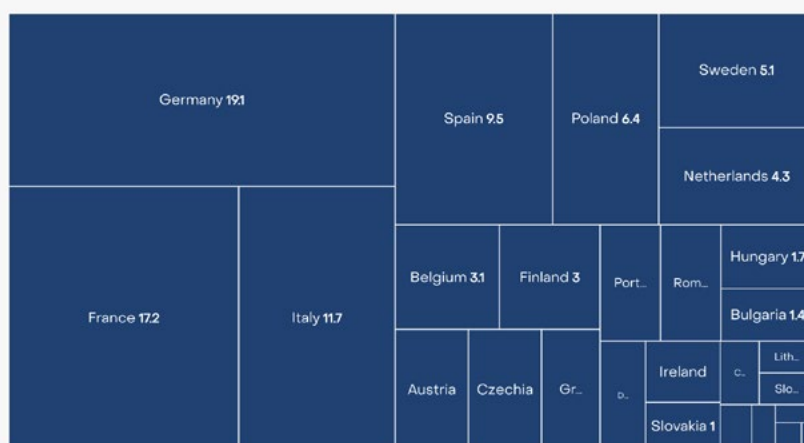 Germany 19.1
Spain 9.5
Poland 6.4
Sweden 5.1
Netherlands 4.3
France 17.2
Italy 11.7
Belgium 3.1
Finland 3
Port...
Rom...
Hungary 1.7
Bulgaria 1.4
Austria
Czechia
Gr...
D...
Ireland
Slovakia 1
C...
Lith...
Slo...